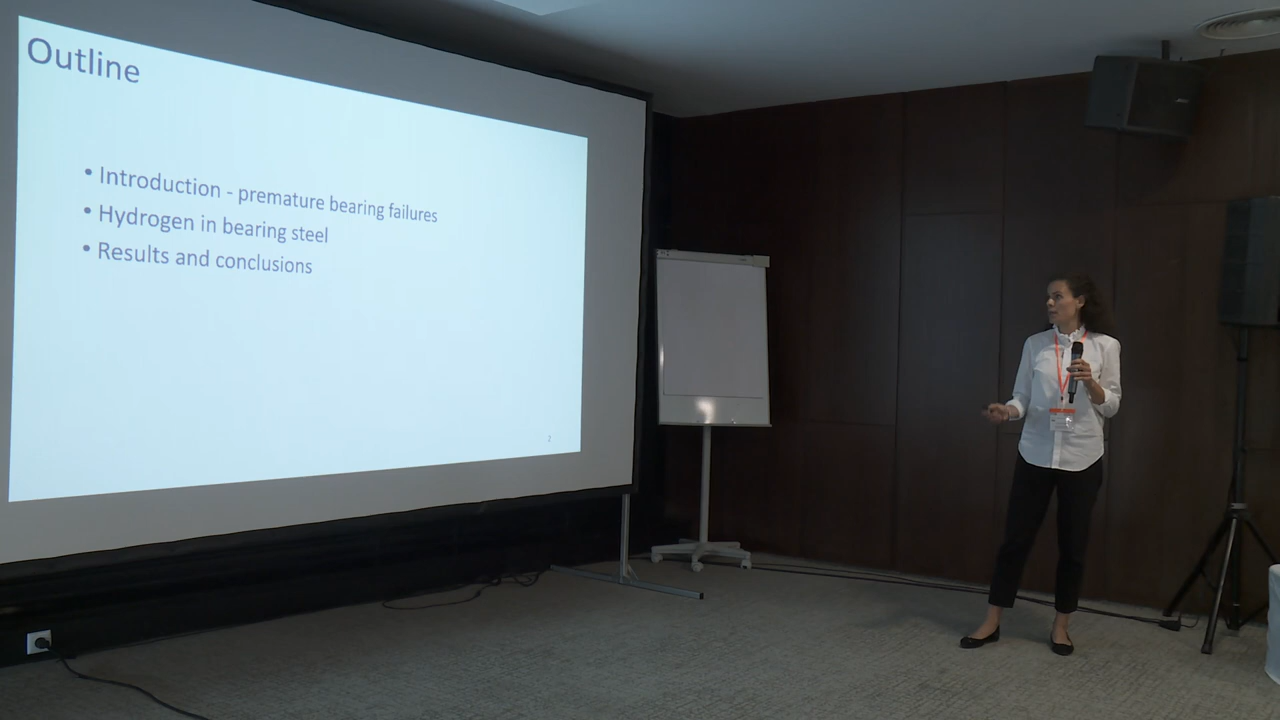 Outline
• Introduction - premature bearing failures
• Hydrogen in bearing steel
• Results and conclusions
2